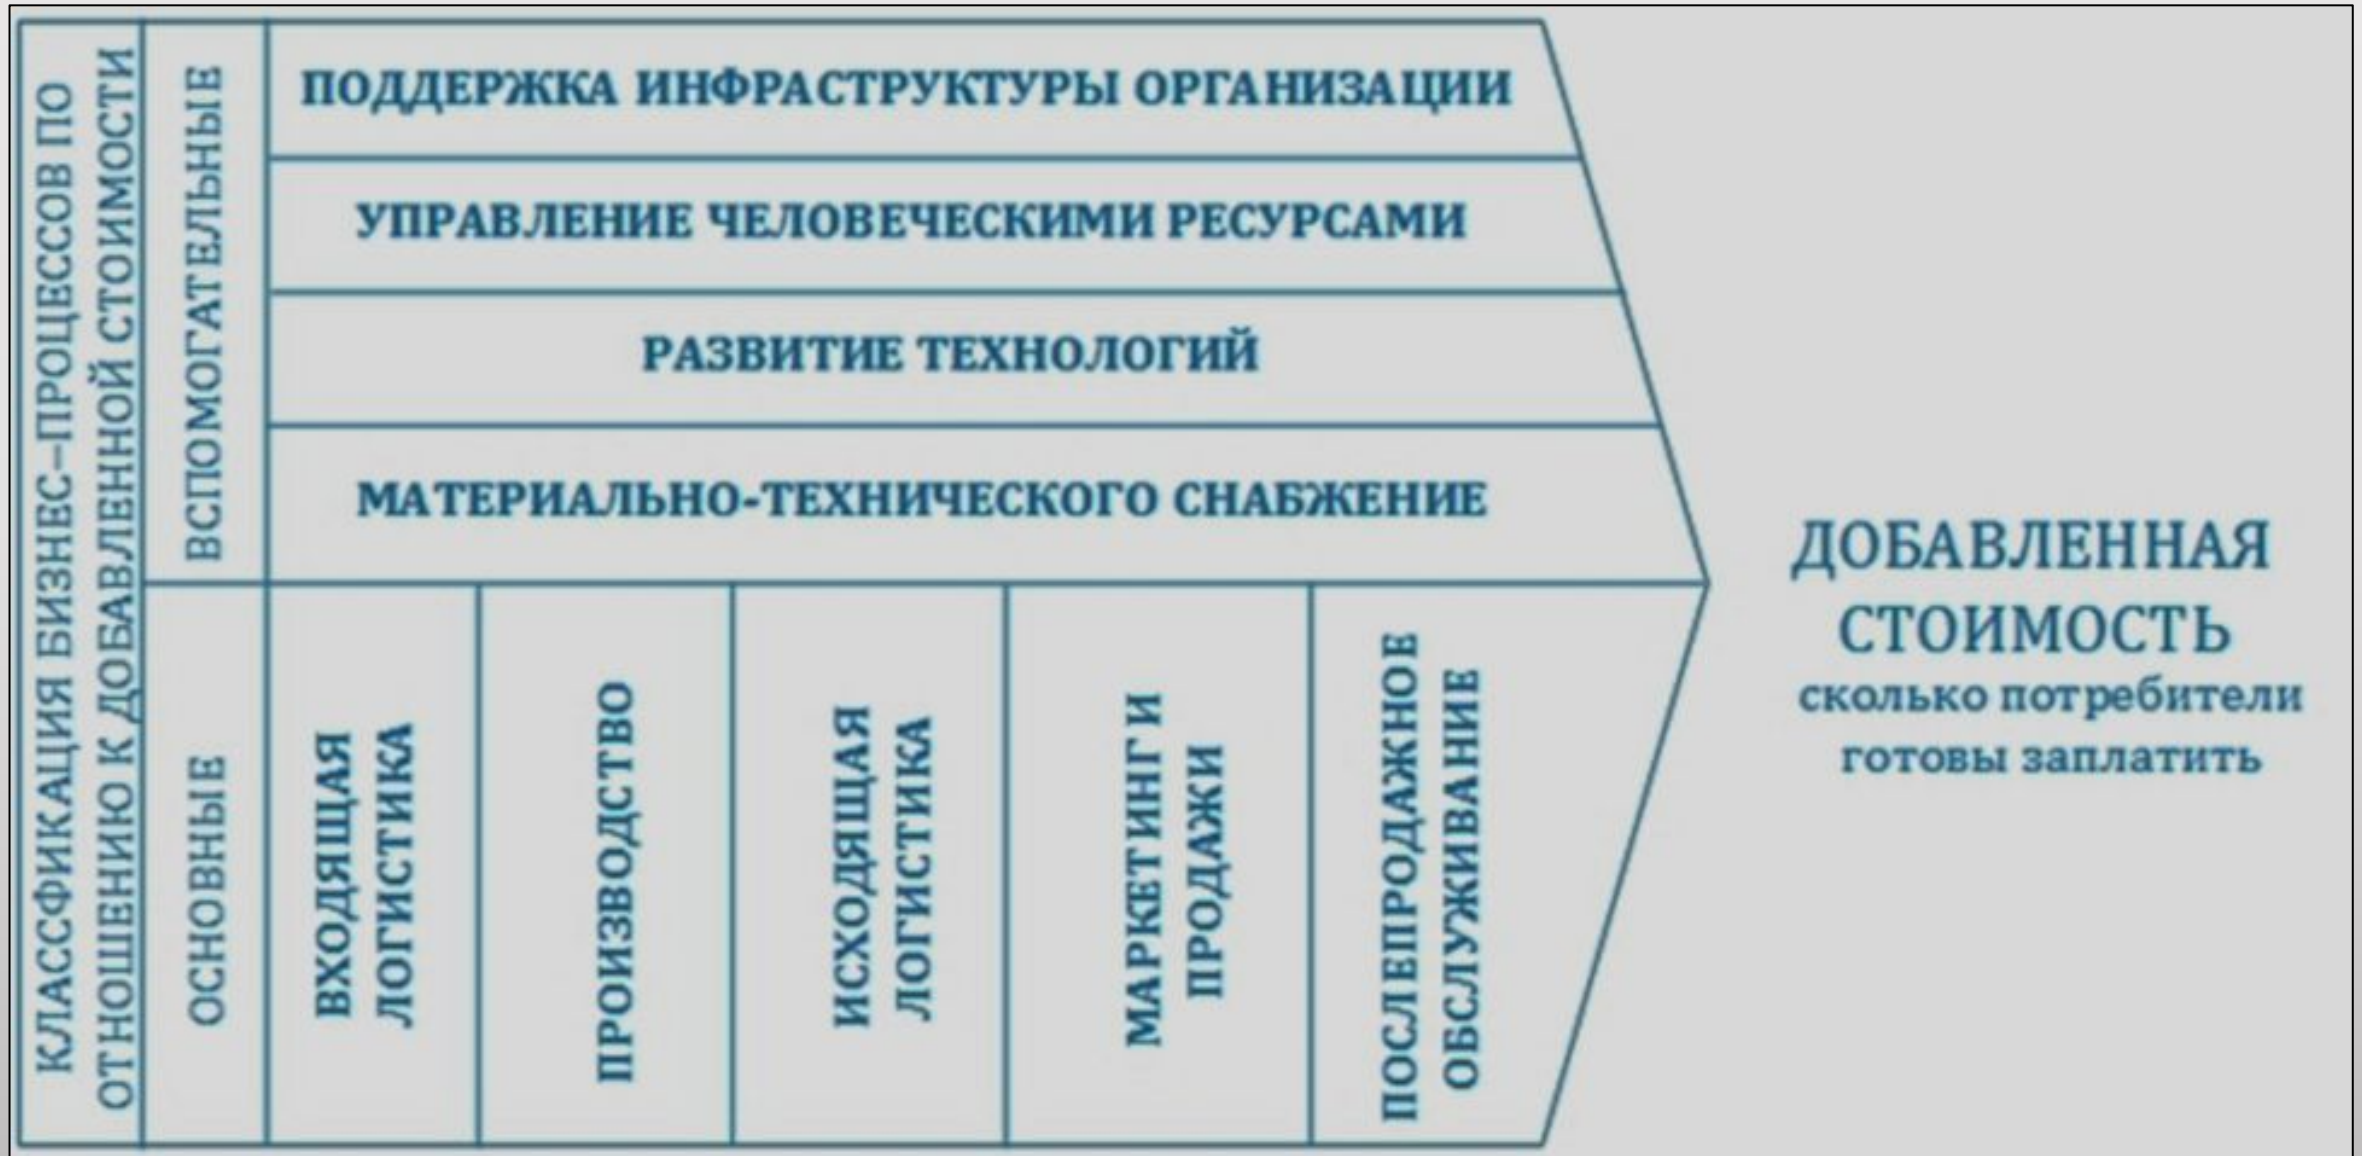 КЛАССФИКАЦИЯ БИЗНЕС–ПРОЦЕССОВ ПО
ОТНОШЕНИЮ К ДОБАВЛЕННОЙ СТОИМОСТИ
ВСПОМОГАТЕЛЬНЫЕ
ПОДДЕРЖКА ИНФРАСТРУКТУРЫ ОРГАНИЗАЦИИ
УПРАВЛЕНИЕ ЧЕЛОВЕЧЕСКИМИ РЕСУРСАМИ
РАЗВИТИЕ ТЕХНОЛОГИЙ
МАТЕРИАЛЬНО-ТЕХНИЧЕСКОГО СНАБЖЕНИЕ
ОСНОВНЫЕ
ВХОДЯЩАЯ
ЛОГИСТИКА
ПРОИЗВОДСТВО
ИСХОДЯЩАЯ
ЛОГИСТИКА
МАРКЕТИНГ И
ПРОДАЖИ
ПОСЛЕПРОДАЖНОЕ
ОБСЛУЖИВАНИЕ
ДОБАВЛЕННАЯ
СТОИМОСТЬ
сколько потребители
готовы заплатить